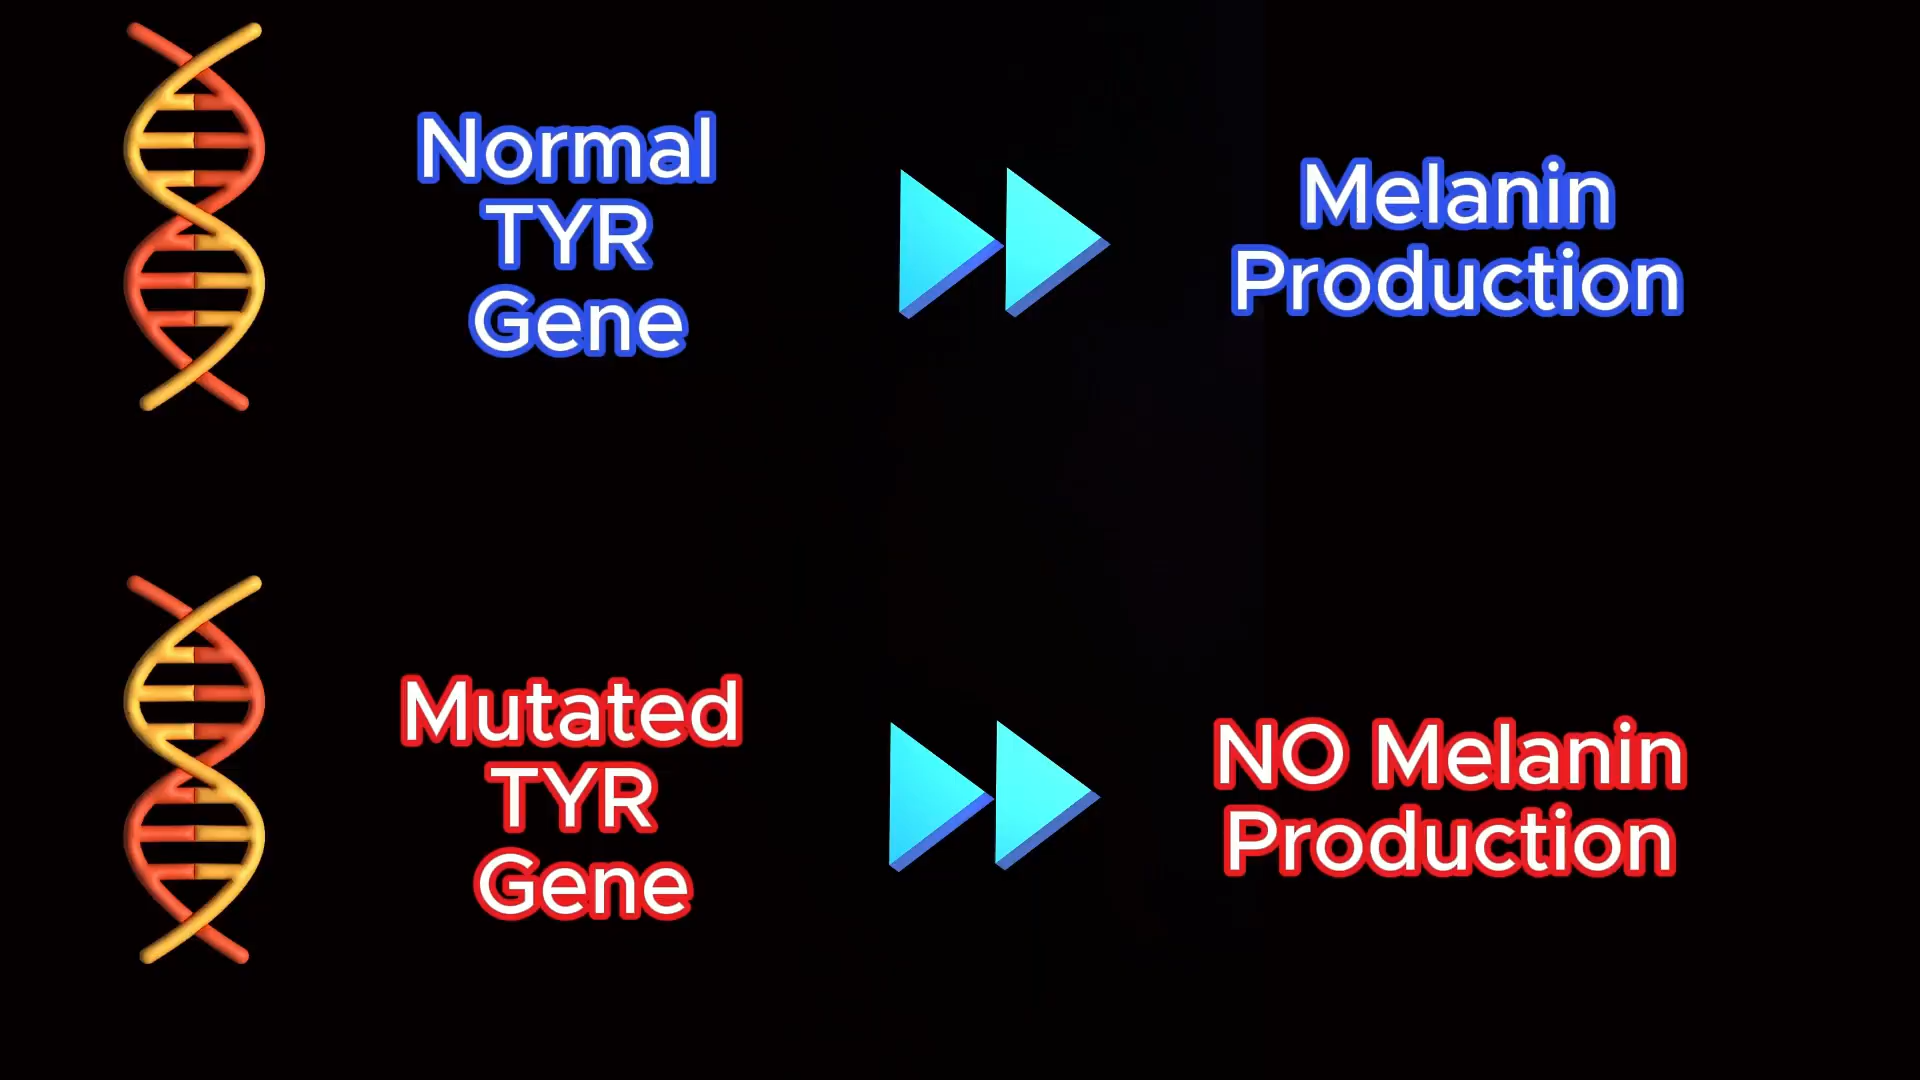 Normal
TYR
Gene
Melanin
Production
Mutated
TYR
Gene
NO Melanin
Production